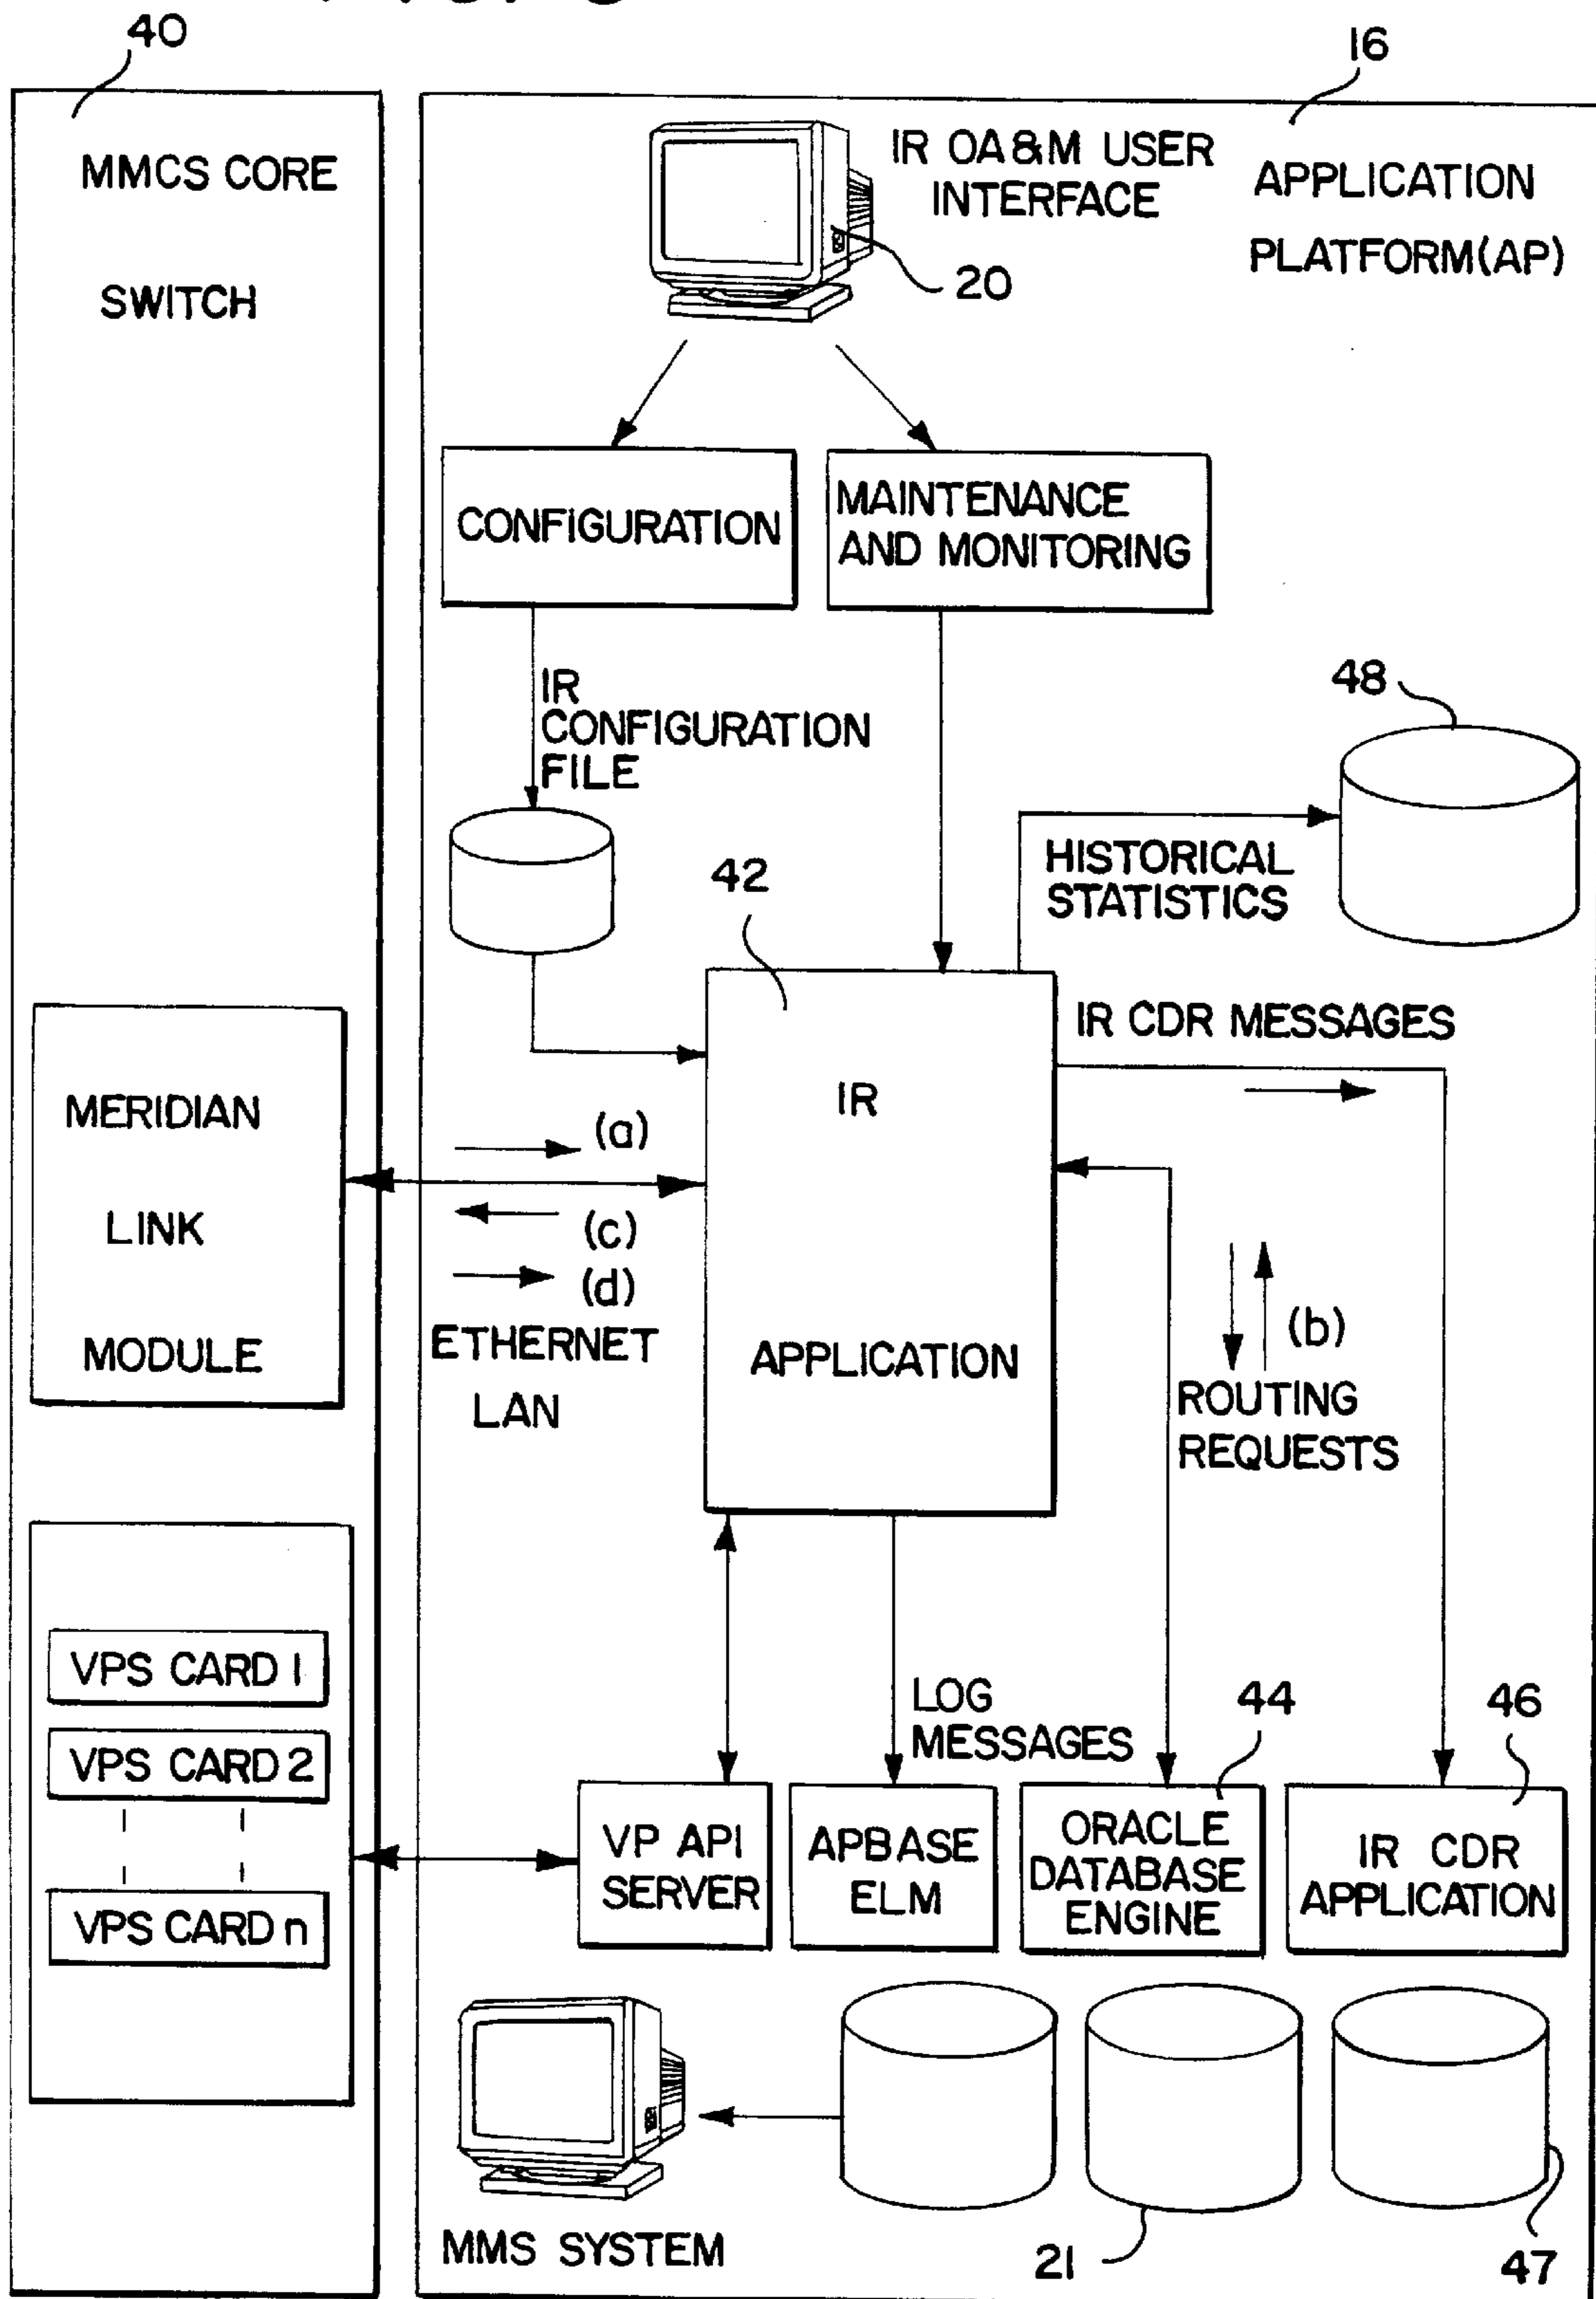 40
16
MMCS CORE
SWITCH
IR OA&M USER
INTERFACE
APPLICATION
PLATFORM(AP)
20
CONFIGURATION
MAINTENANCE
AND MONITORING
IR
CONFIGURATION
FILE
48
HISTORICAL
STATISTICS
42
IR CDR MESSAGES
IR
APPLICATION
MERIDIAN
LINK
MODULE
(a)
(c)
(d)
ETHERNET
LAN
(b)
ROUTING
REQUESTS
VPS CARD 1
VPS CARD 2
VPS CARD n
LOG
MESSAGES
44
46
VP API
SERVER
APBASE
ELM
ORACLE
DATABASE
ENGINE
IR CDR
APPLICATION
MMS SYSTEM
21
47